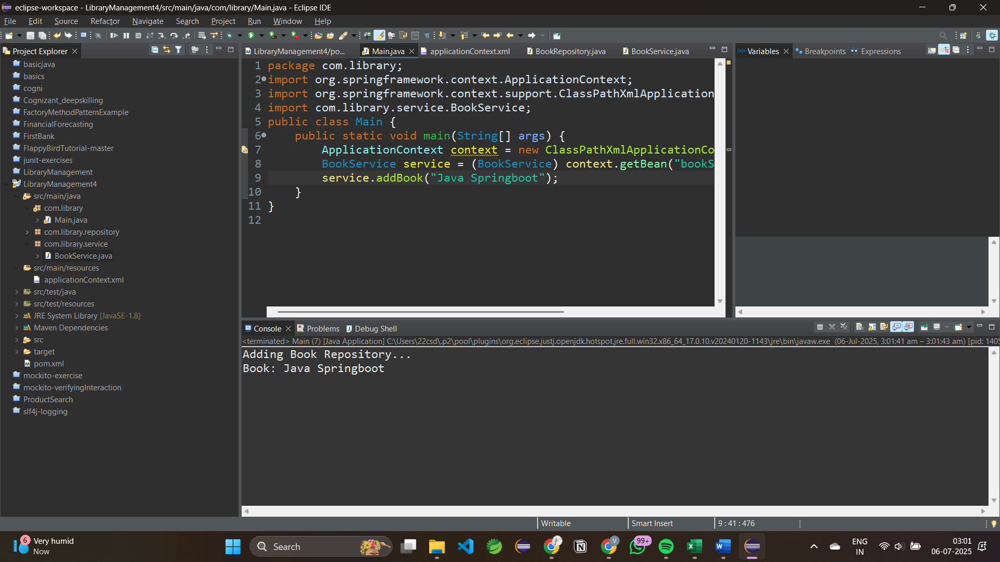 eclipse-workspace - LibraryManagement4/src/main/java/com/library/Main.java - Eclipse IDE
File Edit Source Refactor Navigate Search Project Run Window Help
Project Explorer
basicjava
basics
cogni
Cognizant_deepskilling
FactoryMethodPatternExample
FinancialForecasting
FirstBank
FlappyBirdTutorial-master
junit-exercises
LibraryManagement
LibraryManagement4
src/main/java
com.library
Main.java
com.library.repository
com.library.service
BookService.java
src/main/resources
applicationContext.xml
src/test/java
src/test/resources
JRE System Library [JavaSE-1.8]
Maven Dependencies
src
target
pom.xml
mockito-exercise
mockito-verifyingInteraction
ProductSearch
slf4j-logging
LibraryManagement4/po... Main.java applicationContext.xml BookRepository.java BookService.java
1 package com.library;
2 import org.springframework.context.ApplicationContext;
3 import org.springframework.context.support.ClassPathXmlApplication
4 import com.library.service.BookService;
5 public class Main {
6 public static void main(String[] args) {
7 ApplicationContext context = new ClassPathXmlApplicationCo
8 BookService service = (BookService) context.getBean("bookS
9 service.addBook("Java Springboot");
10 }
11 }
12
Variables Breakpoints Expressions
Console Problems Debug Shell
<terminated> Main (7) [Java Application] C:\Users\22csd\.p2\pool\plugins\org.eclipse.justj.openjdk.hotspot.jre.full.win32.x86_64_17.0.10.v20240120-1143\jre\bin\javaw.exe (06-Jul-2025, 3:01:41 am – 3:01:43 am) [pid: 1405
Adding Book Repository...
Book: Java Springboot
Writable Smart Insert 9 : 41 : 476
6 Very humid
Now
Search
99+
ENG
IN
03:01
06-07-2025